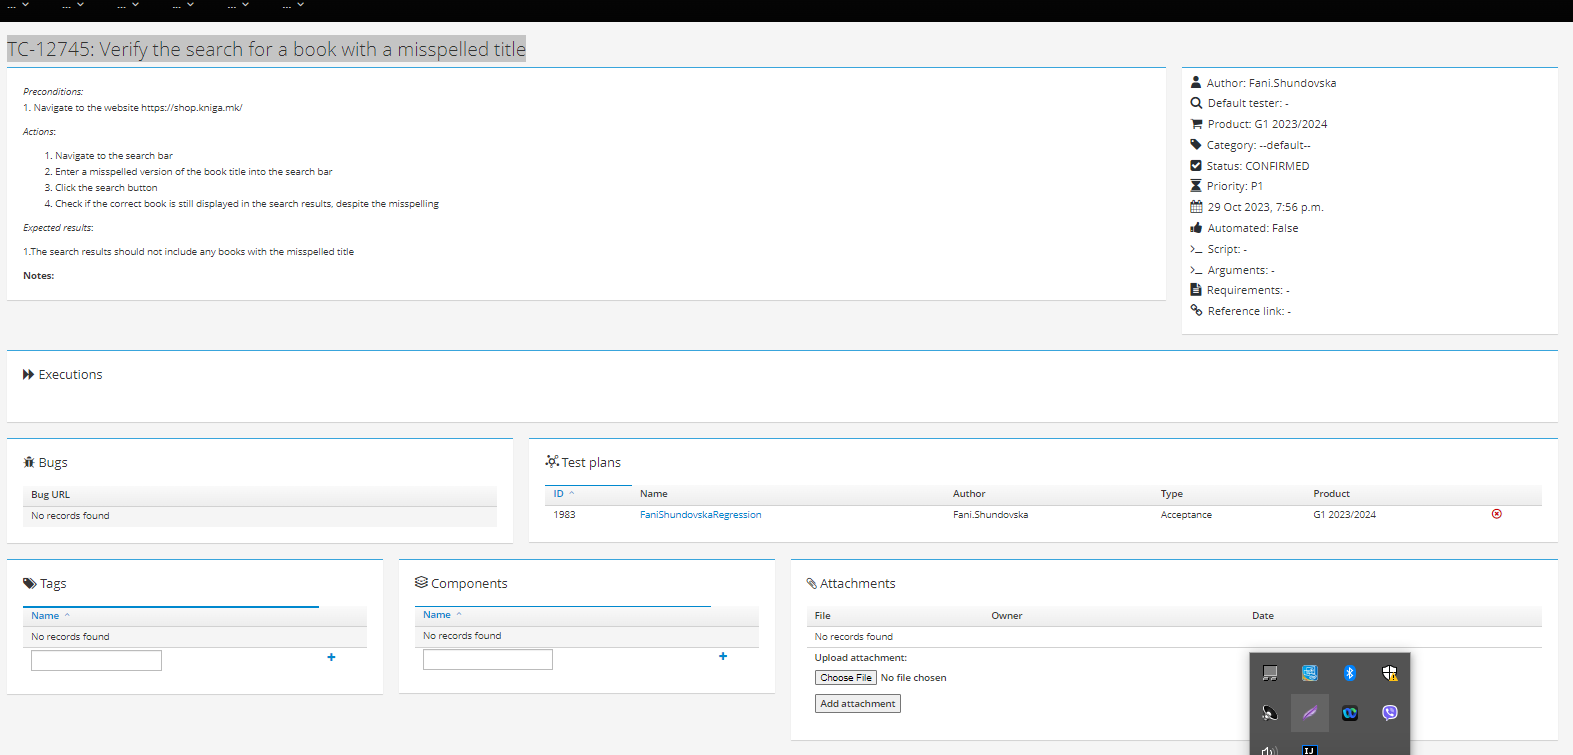 ... ... ... ... ... ...
TC-12745: Verify the search for a book with a misspelled title
Preconditions:
1. Navigate to the website https://shop.kniga.mk/
Actions:
1. Navigate to the search bar
2. Enter a misspelled version of the book title into the search bar
3. Click the search button
4. Check if the correct book is still displayed in the search results, despite the misspelling
Expected results:
1.The search results should not include any books with the misspelled title
Notes:
Author: Fani.Shundovska
Default tester: -
Product: G1 2023/2024
Category: --default--
Status: CONFIRMED
Priority: P1
29 Oct 2023, 7:56 p.m.
Automated: False
Script: -
Arguments: -
Requirements: -
Reference link: -
Executions
Bugs
Bug URL
No records found
Test plans
ID Name Author Type Product
1983 FaniShundovskaRegression Fani.Shundovska Acceptance G1 2023/2024
Tags
Name
No records found
Components
Name
No records found
Attachments
File Owner Date
No records found
Upload attachment:
Choose File No file chosen
Add attachment
IJ